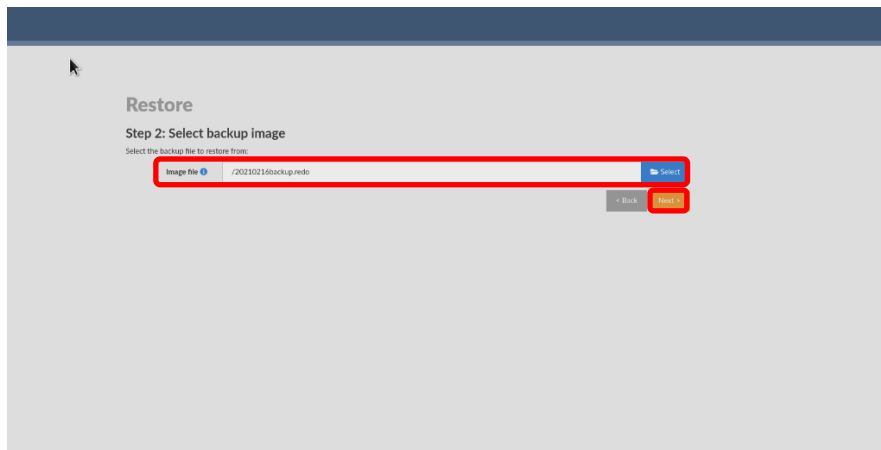 Restore
Step 2: Select backup image
Select the backup file to restore from:
Image file /20210216backup.redo Select
< Back Next >